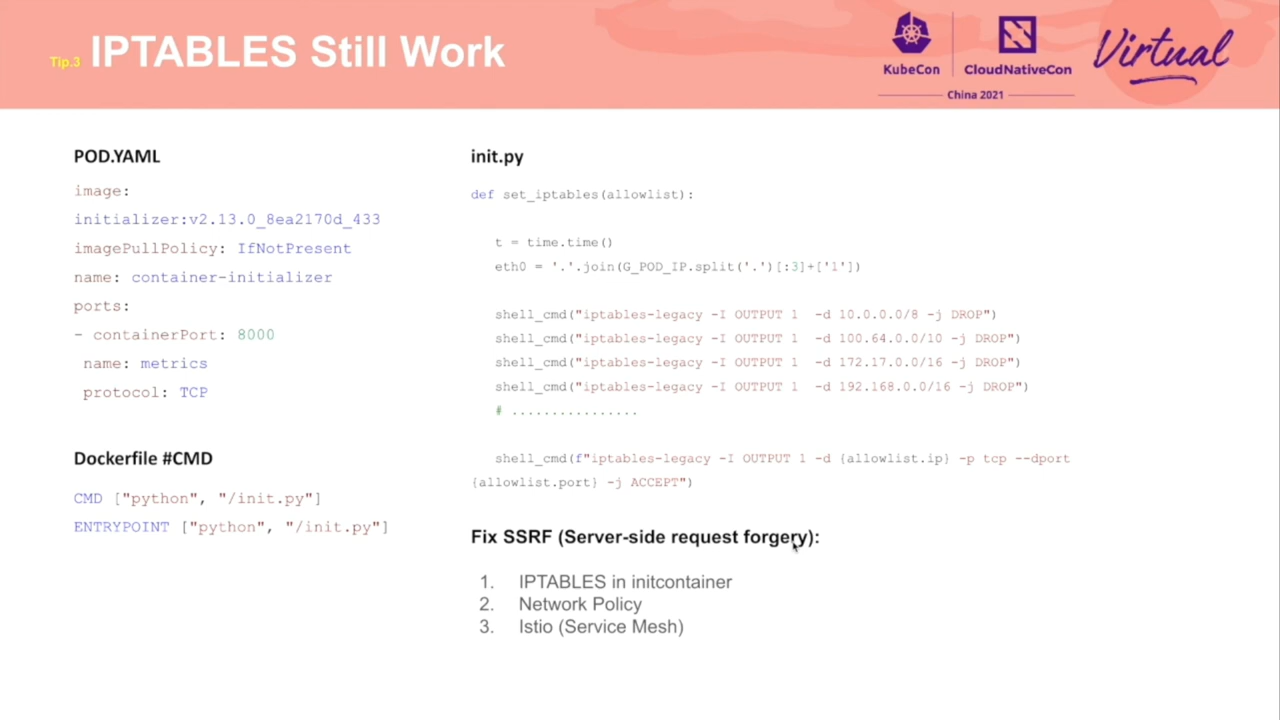 Tip.3 IPTABLES Still Work
KubeCon
CloudNativeCon
China 2021
Virtual
POD.YAML
image:
initializer:v2.13.0_8ea2170d_433
imagePullPolicy: IfNotPresent
name: container-initializer
ports:
- containerPort: 8000
name: metrics
protocol: TCP
Dockerfile #CMD
CMD ["python", "/init.py"]
ENTRYPOINT ["python", "/init.py"]
init.py
def set_iptables(allowlist):
t = time.time()
eth0 = '.'.join(G_POD_IP.split('.')[:3]+['1'])
shell_cmd("iptables-legacy -I OUTPUT 1  -d 10.0.0.0/8 -j DROP")
shell_cmd("iptables-legacy -I OUTPUT 1  -d 100.64.0.0/10 -j DROP")
shell_cmd("iptables-legacy -I OUTPUT 1  -d 172.17.0.0/16 -j DROP")
shell_cmd("iptables-legacy -I OUTPUT 1  -d 192.168.0.0/16 -j DROP")
# ................
shell_cmd(f"iptables-legacy -I OUTPUT 1 -d {allowlist.ip} -p tcp --dport
{allowlist.port} -j ACCEPT")
Fix SSRF (Server-side request forgery):
1. IPTABLES in initcontainer
2. Network Policy
3. Istio (Service Mesh)